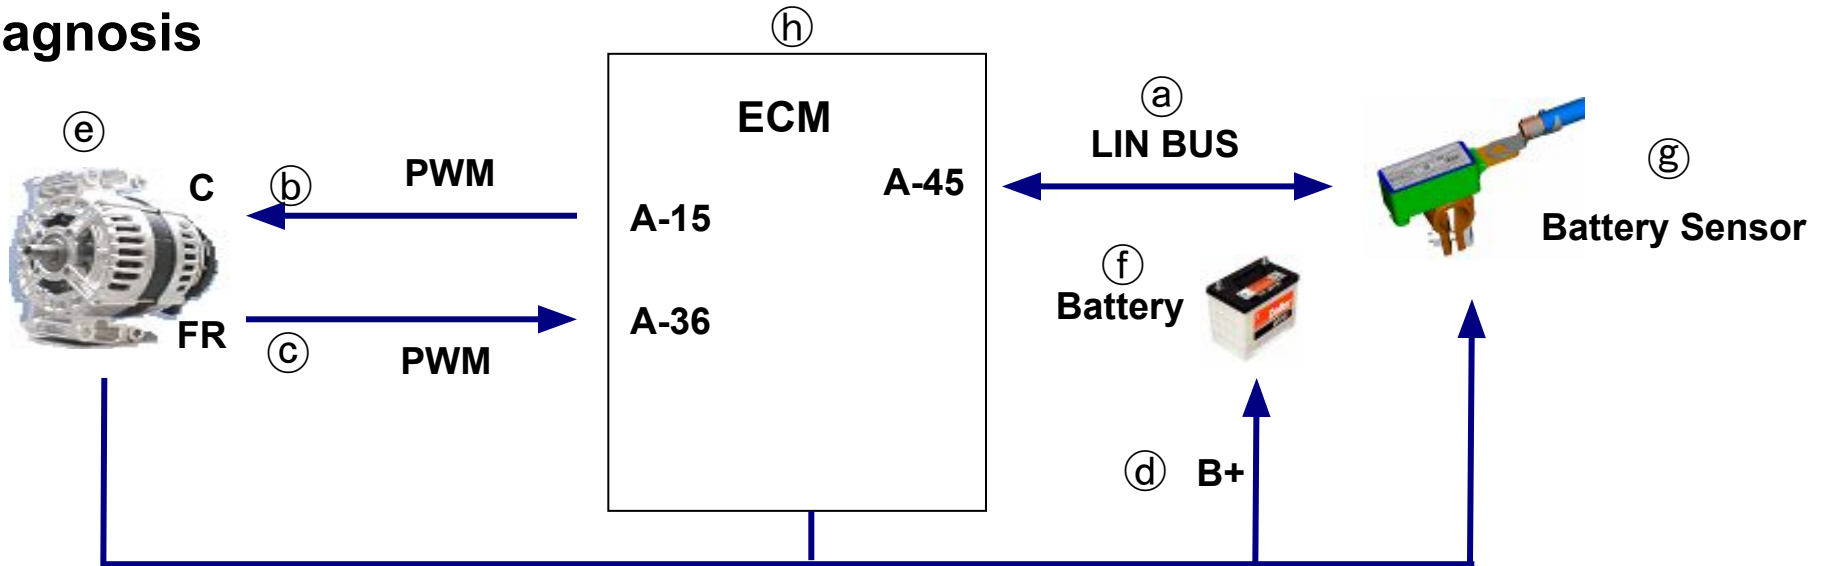 agnosis
ⓗ
ECM
ⓔ
C
ⓑ
PWM
A-15
A-45
ⓐ
LIN BUS
ⓖ
Battery Sensor
ⓕ
Battery
FR
ⓒ
PWM
A-36
ⓓ B+